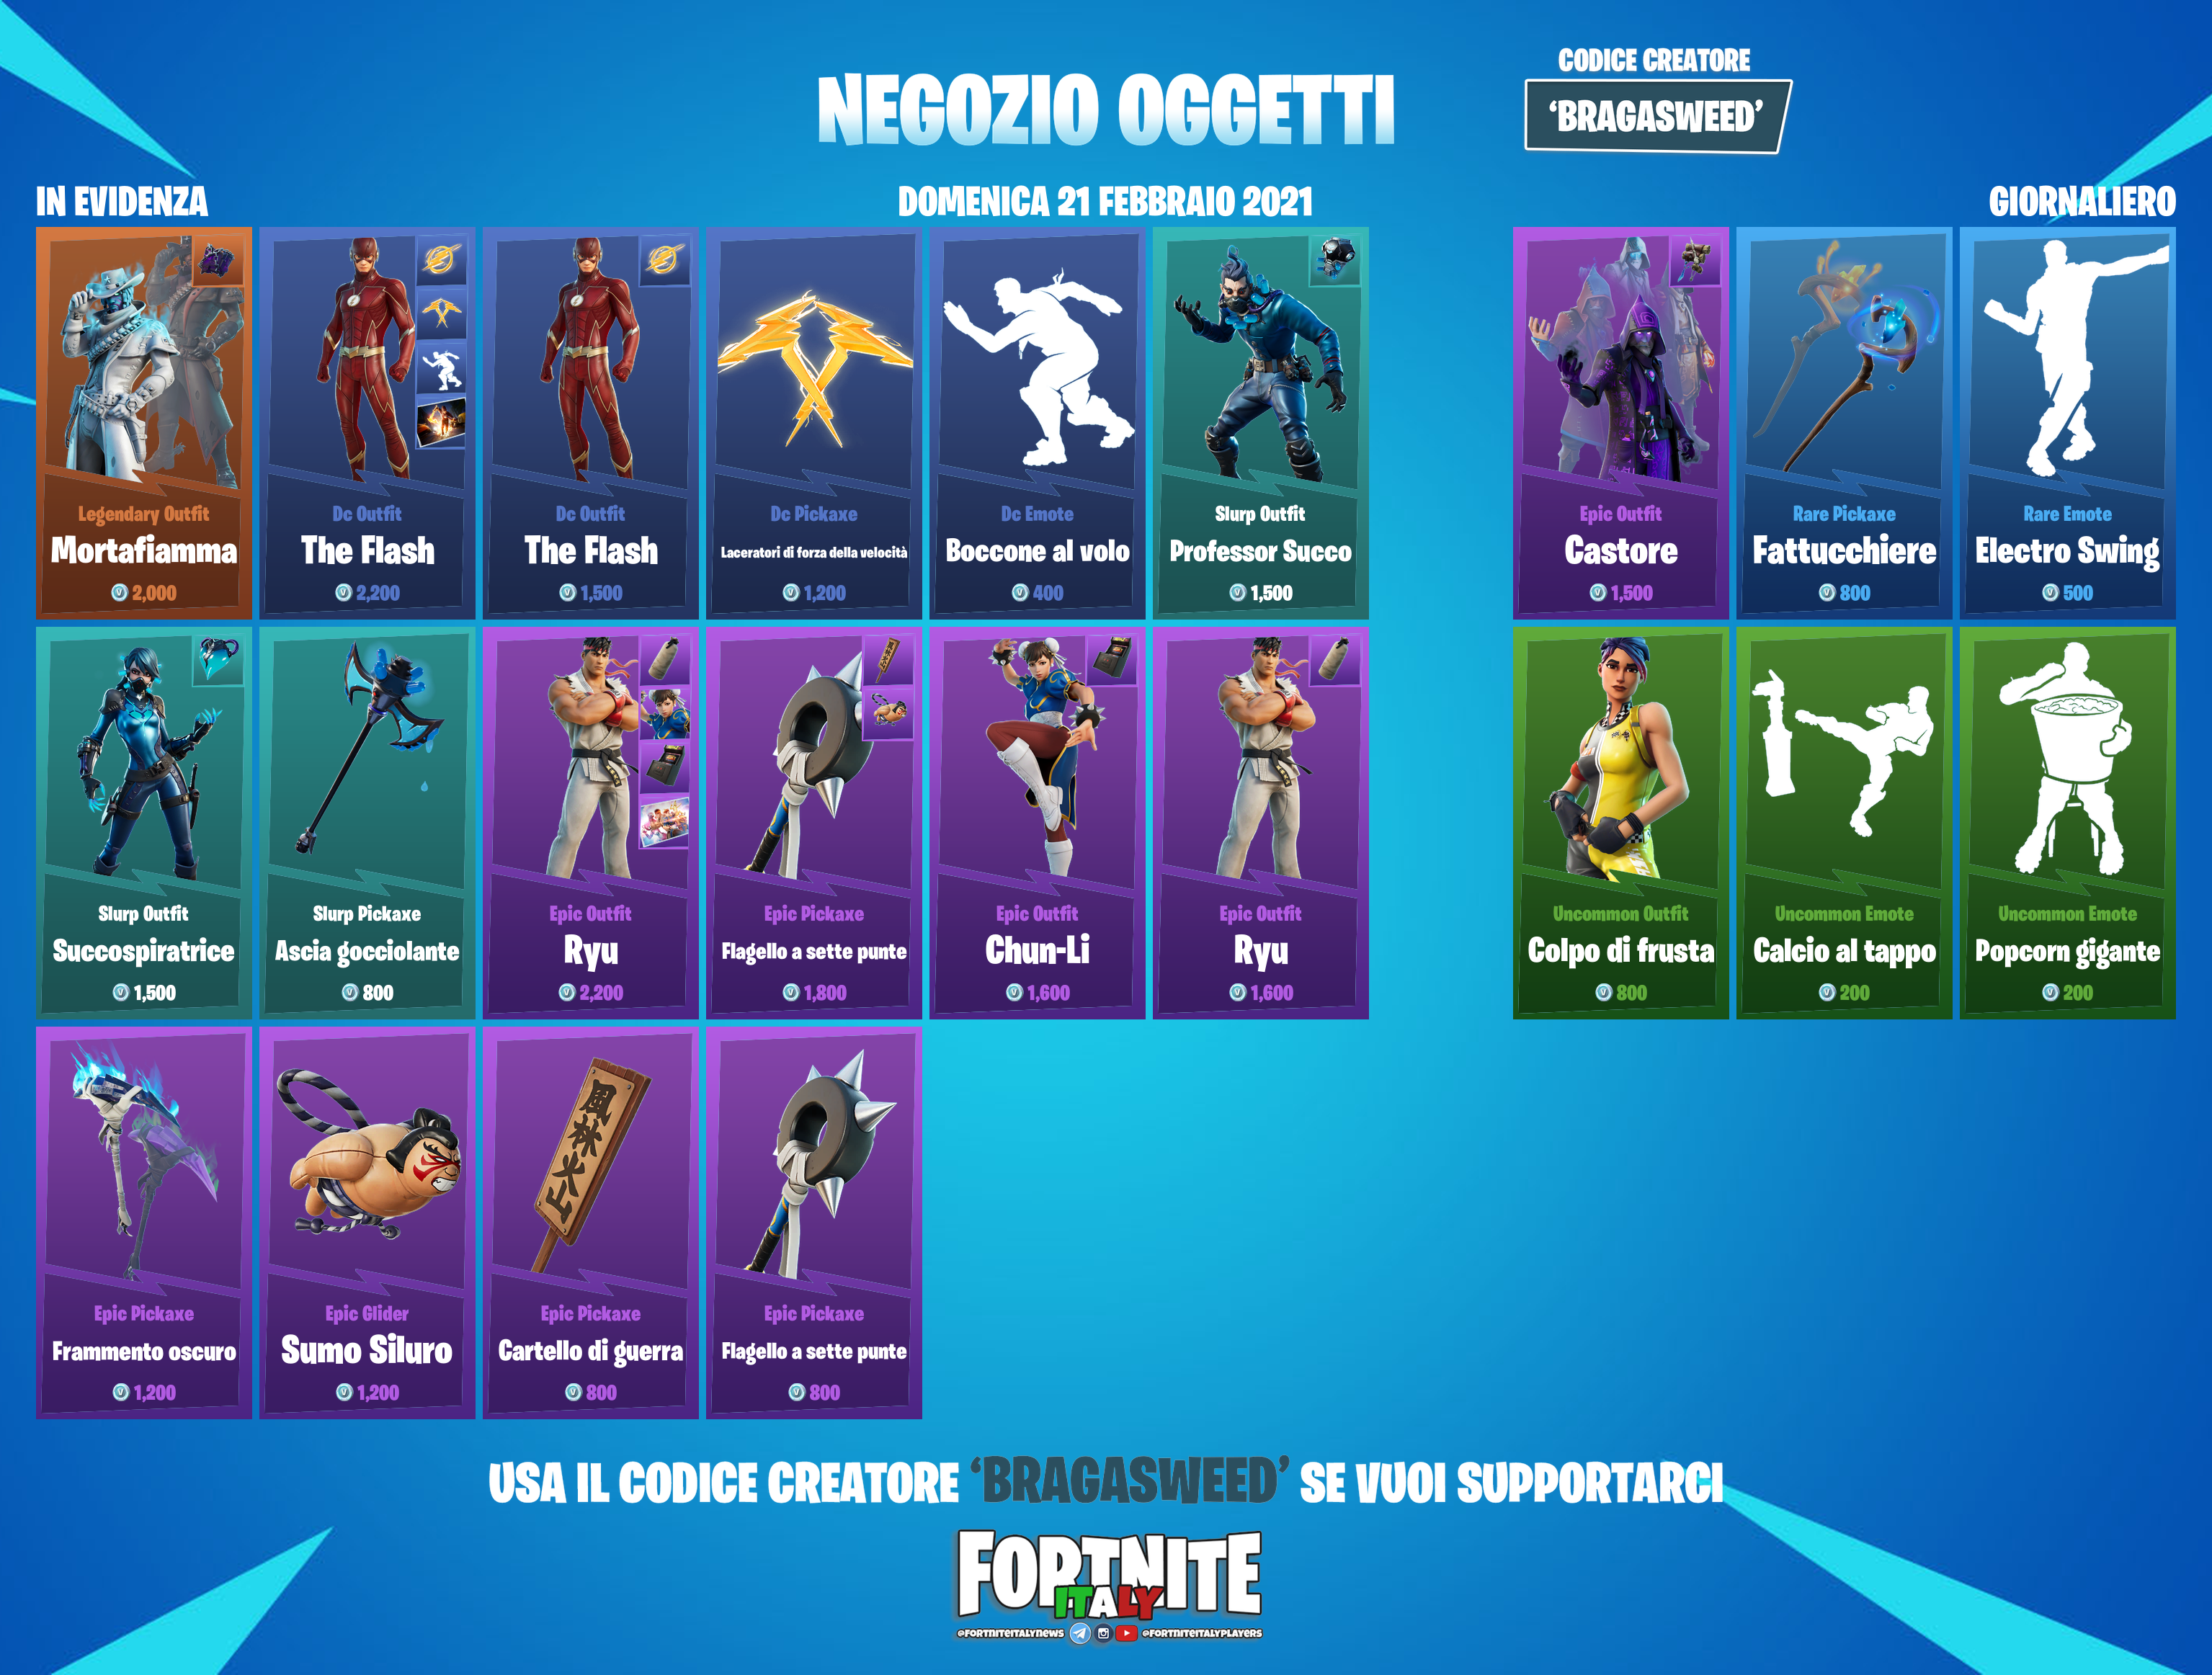 CODICE CREATORE
NEGOZIO OGGETTI
‘BRAGASWEED’
IN EVIDENZA
DOMENICA 21 FEBBRAIO 2021
GIORNALIERO
Legendary Outfit
Mortafiamma
2,000
Dc Outfit
The Flash
2,200
Dc Outfit
The Flash
1,500
Dc Pickaxe
Laceratori di forza della velocità
1,200
Dc Emote
Boccone al volo
400
Slurp Outfit
Professor Succo
1,500
Epic Outfit
Castore
1,500
Rare Pickaxe
Fattucchiere
800
Rare Emote
Electro Swing
500
Slurp Outfit
Succospiratrice
1,500
Slurp Pickaxe
Ascia gocciolante
800
Epic Outfit
Ryu
2,200
Epic Pickaxe
Flagello a sette punte
1,800
Epic Outfit
Chun-Li
1,600
Epic Outfit
Ryu
1,600
Uncommon Outfit
Colpo di frusta
800
Uncommon Emote
Calcio al tappo
200
Uncommon Emote
Popcorn gigante
200
風林火山
Epic Pickaxe
Frammento oscuro
1,200
Epic Glider
Sumo Siluro
1,200
Epic Pickaxe
Cartello di guerra
800
Epic Pickaxe
Flagello a sette punte
800
USA IL CODICE CREATORE ‘BRAGASWEED’ SE VUOI SUPPORTARCI
FORTNITE
ITALY
@FORTNITEITALYNEWS @FORTNITEITALYPLAYERS